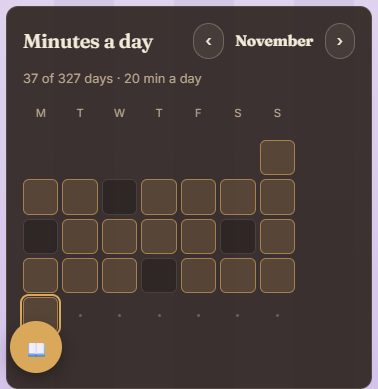 Minutes a day
‹ November ›
37 of 327 days · 20 min a day
M T W T F S S